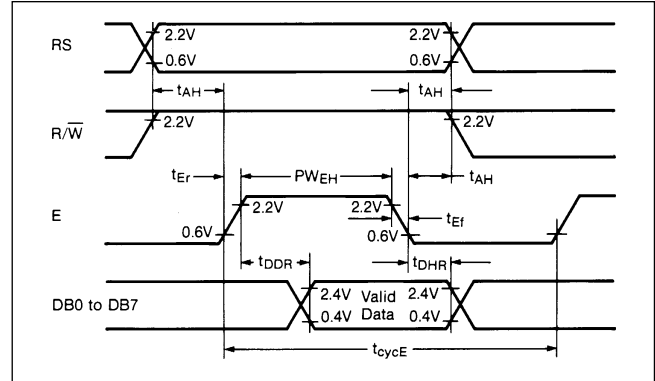 RS
2.2V
2.2V
0.6V
0.6V
tAH
tAH
R/W̅
2.2V
2.2V
tEr
PWEH
tAH
E
2.2V
2.2V
tEf
0.6V
0.6V
tDDR
tDHR
DB0 to DB7
2.4V
Valid
2.4V
0.4V
Data
0.4V
tcycE